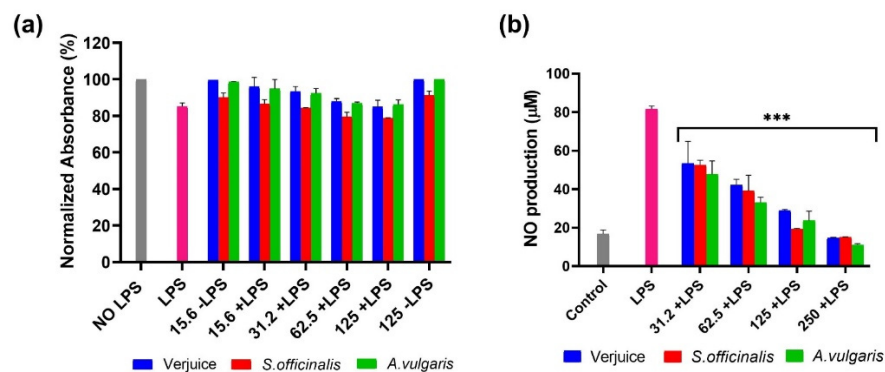 (a)
Normalized Absorbance (%)
120
100
80
60
40
20
0
NO LPS
LPS
15.6 -LPS
15.6 +LPS
31.2 +LPS
62.5 +LPS
125 +LPS
125 -LPS
Verjuice S.officinalis A.vulgaris
(b)
NO production (µM)
100
80
60
40
20
0
***
Control
LPS
31.2 +LPS
62.5 +LPS
125 +LPS
250 +LPS
Verjuice S.officinalis A.vulgaris